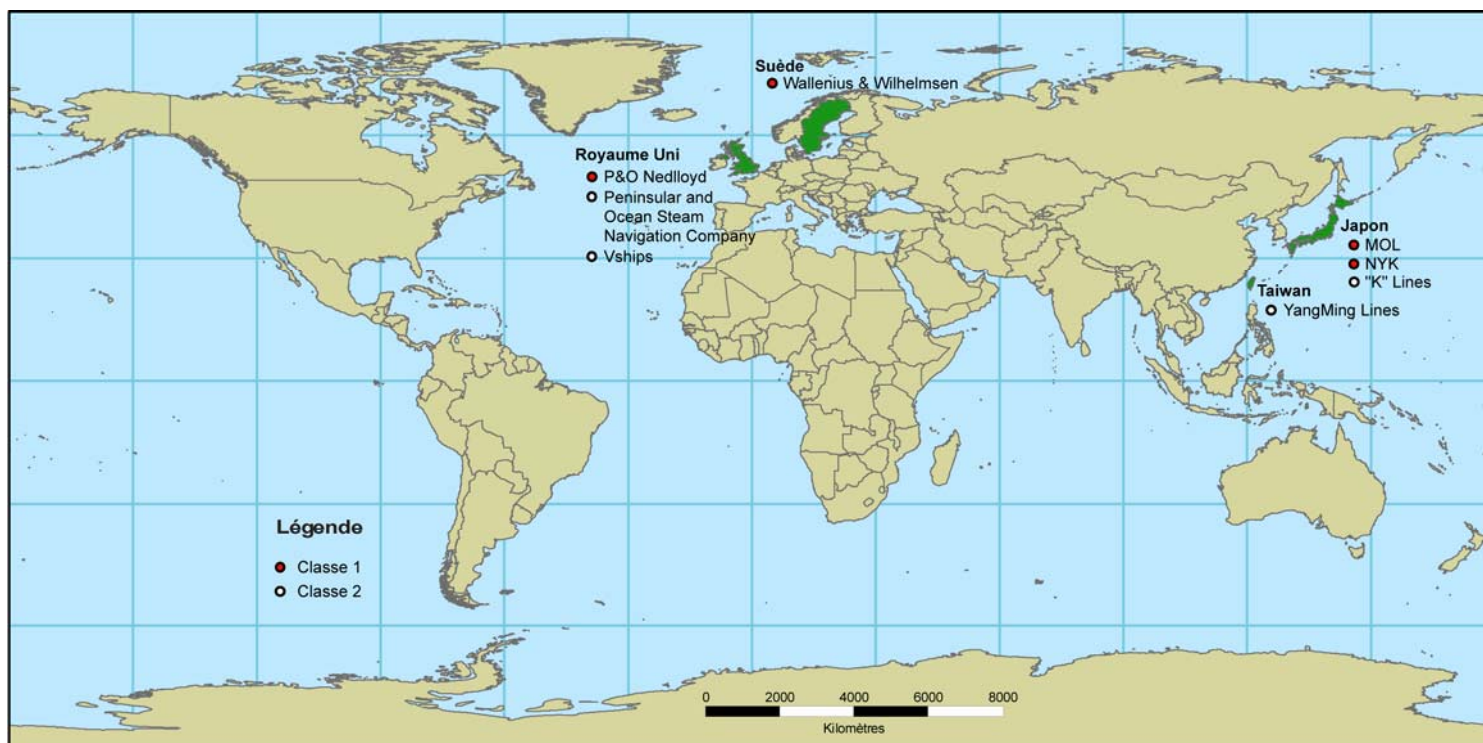 Suède
Wallenius & Wilhelmsen
Royaume Uni
P&O Nedlloyd
Peninsular and
Ocean Steam
Navigation Company
Vships
Japon
MOL
NYK
"K" Lines
Taiwan
YangMing Lines
Légende
Classe 1
Classe 2
0 2000 4000 6000 8000
Kilomètres